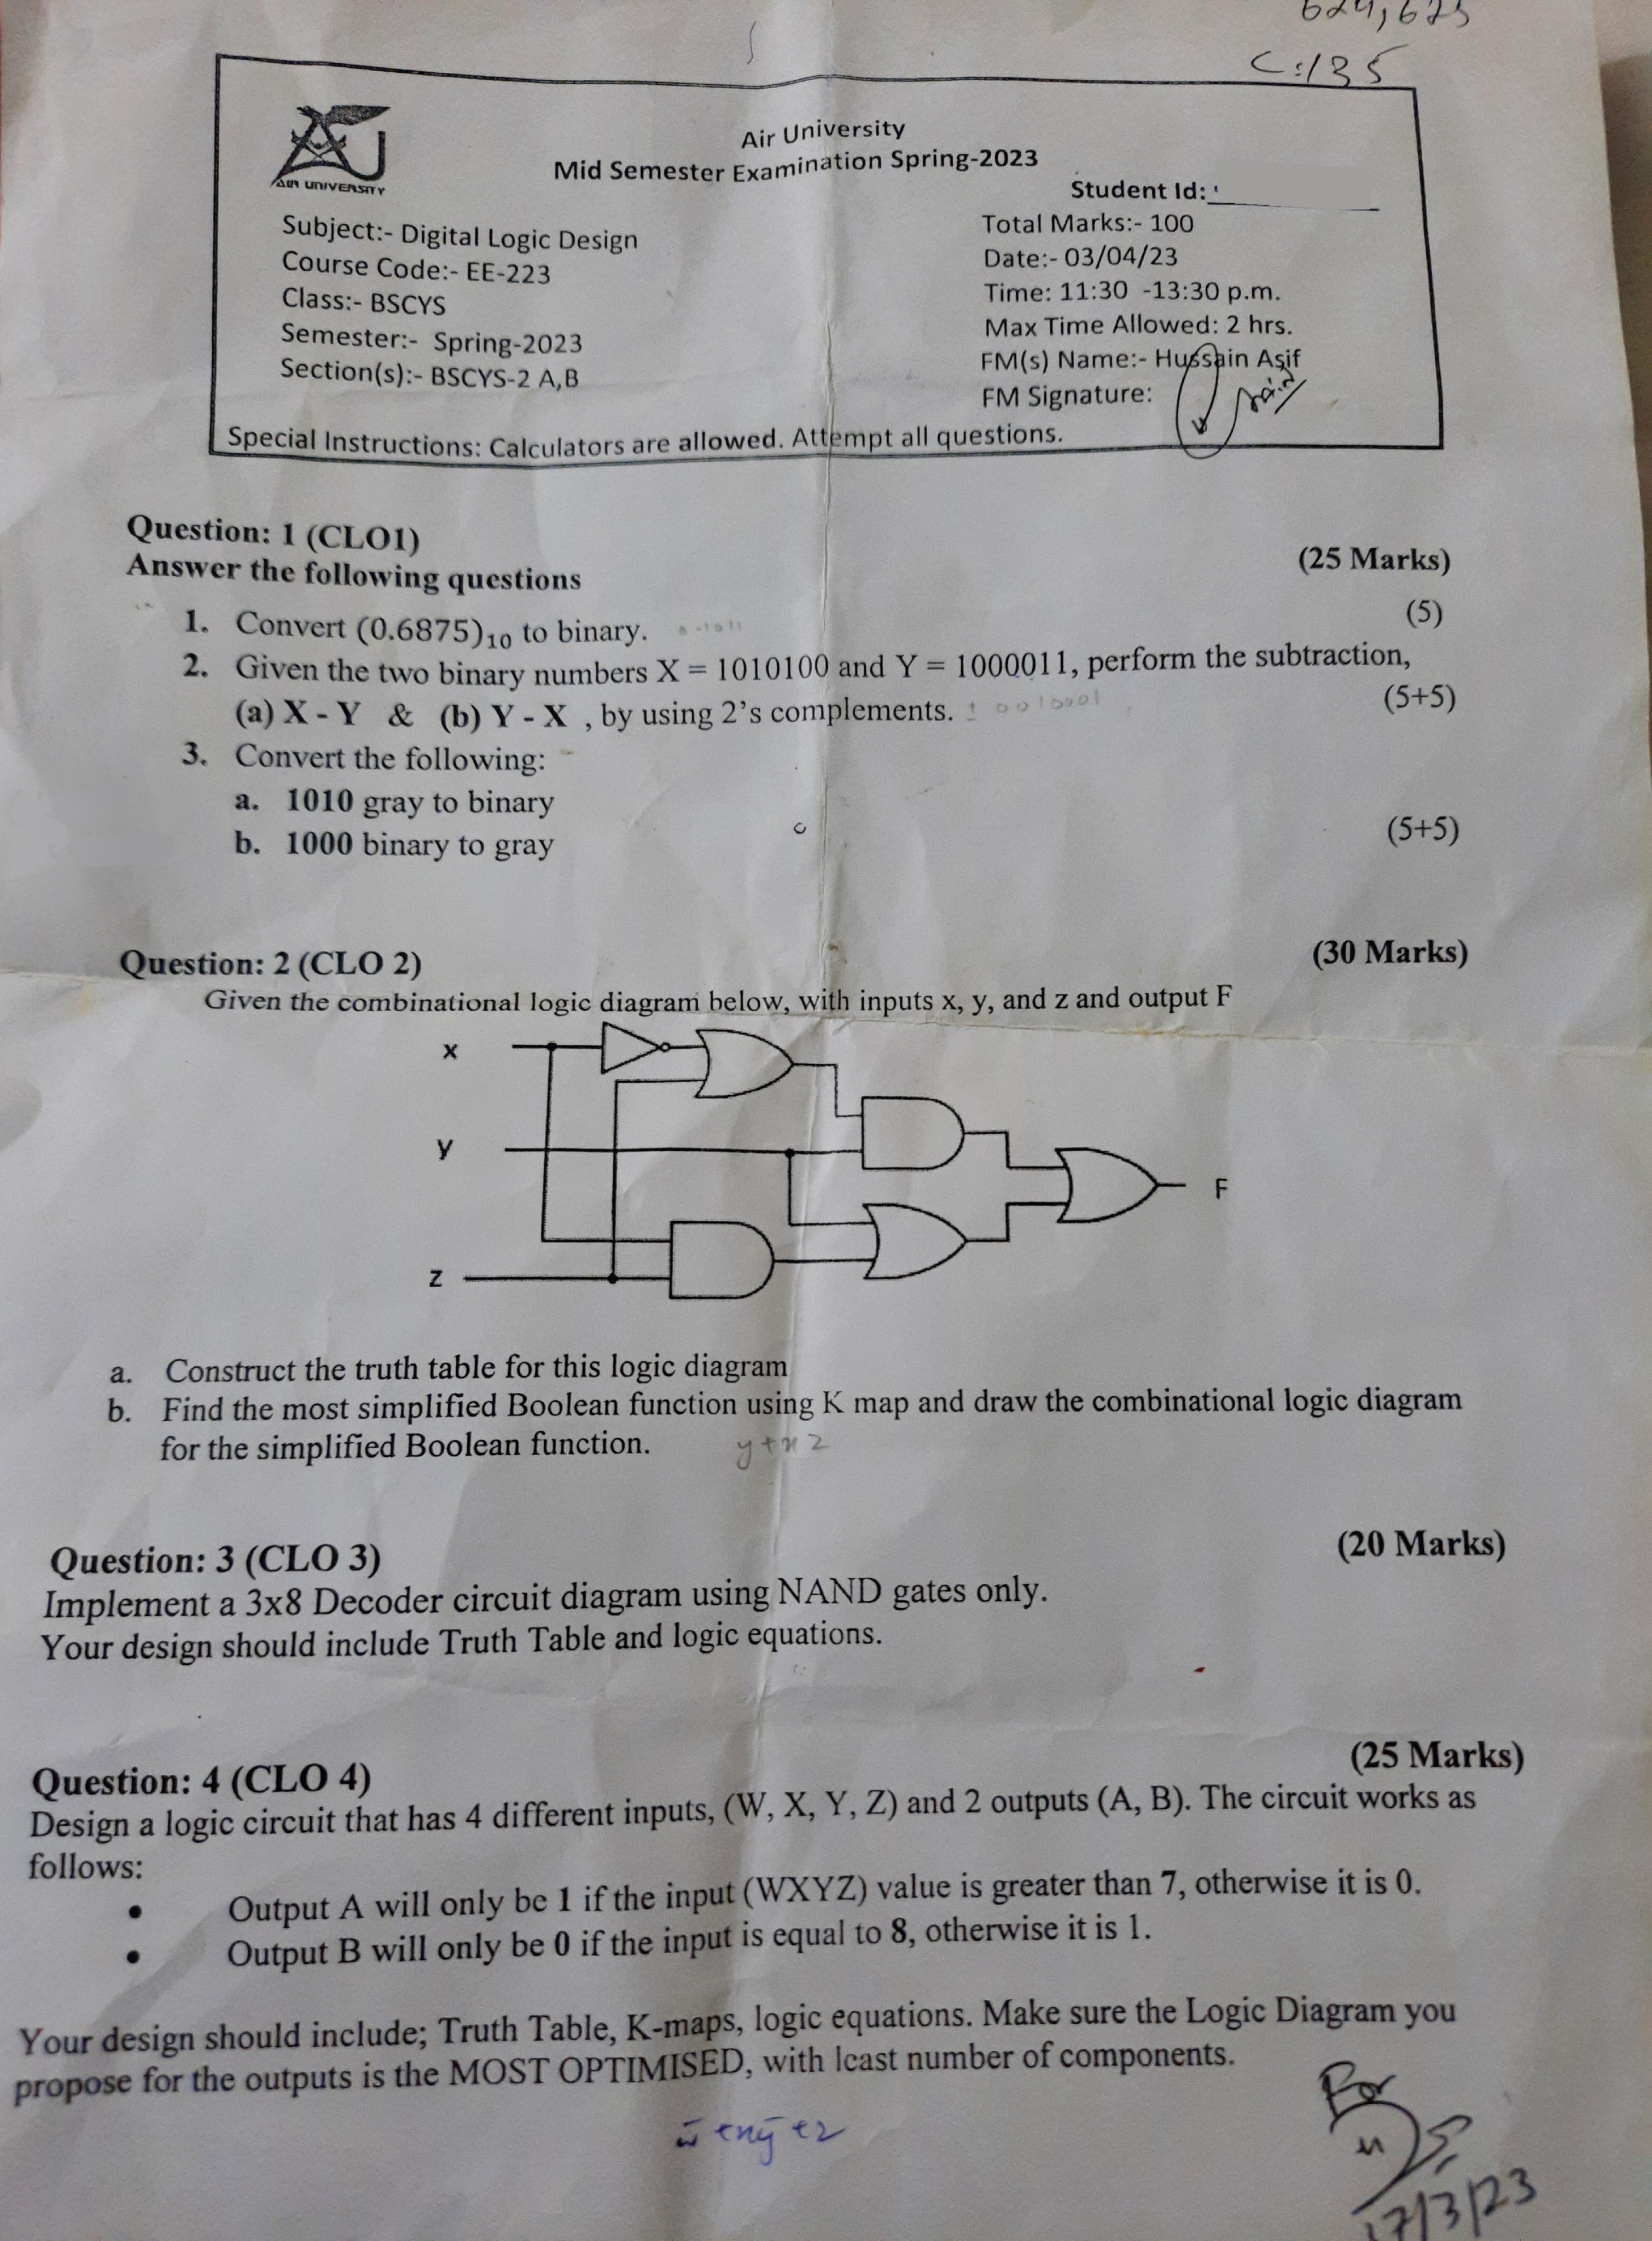 624, 625
C:135
AIR UNIVERSITY
Air University
Mid Semester Examination Spring-2023
Student Id:
Subject:- Digital Logic Design
Total Marks:- 100
Course Code:- EE-223
Date:- 03/04/23
Class:- BSCYS
Time: 11:30 -13:30 p.m.
Semester:- Spring-2023
Max Time Allowed: 2 hrs.
Section(s):- BSCYS-2 A,B
FM(s) Name:- Hussain Asif
FM Signature:
Special Instructions: Calculators are allowed. Attempt all questions.
Question: 1 (CLO1)
(25 Marks)
Answer the following questions
1. Convert (0.6875)₁₀ to binary. 0.1011 (5)
2. Given the two binary numbers X = 1010100 and Y = 1000011, perform the subtraction,
(a) X - Y & (b) Y - X , by using 2's complements. (5+5)
3. Convert the following:
a. 1010 gray to binary
b. 1000 binary to gray (5+5)
Question: 2 (CLO 2) (30 Marks)
Given the combinational logic diagram below, with inputs x, y, and z and output F
x
y
F
z
a. Construct the truth table for this logic diagram
b. Find the most simplified Boolean function using K map and draw the combinational logic diagram
for the simplified Boolean function. y+xz
Question: 3 (CLO 3) (20 Marks)
Implement a 3x8 Decoder circuit diagram using NAND gates only.
Your design should include Truth Table and logic equations.
Question: 4 (CLO 4) (25 Marks)
Design a logic circuit that has 4 different inputs, (W, X, Y, Z) and 2 outputs (A, B). The circuit works as
follows:
• Output A will only be 1 if the input (WXYZ) value is greater than 7, otherwise it is 0.
• Output B will only be 0 if the input is equal to 8, otherwise it is 1.
Your design should include; Truth Table, K-maps, logic equations. Make sure the Logic Diagram you
propose for the outputs is the MOST OPTIMISED, with least number of components.
For
17/3/23